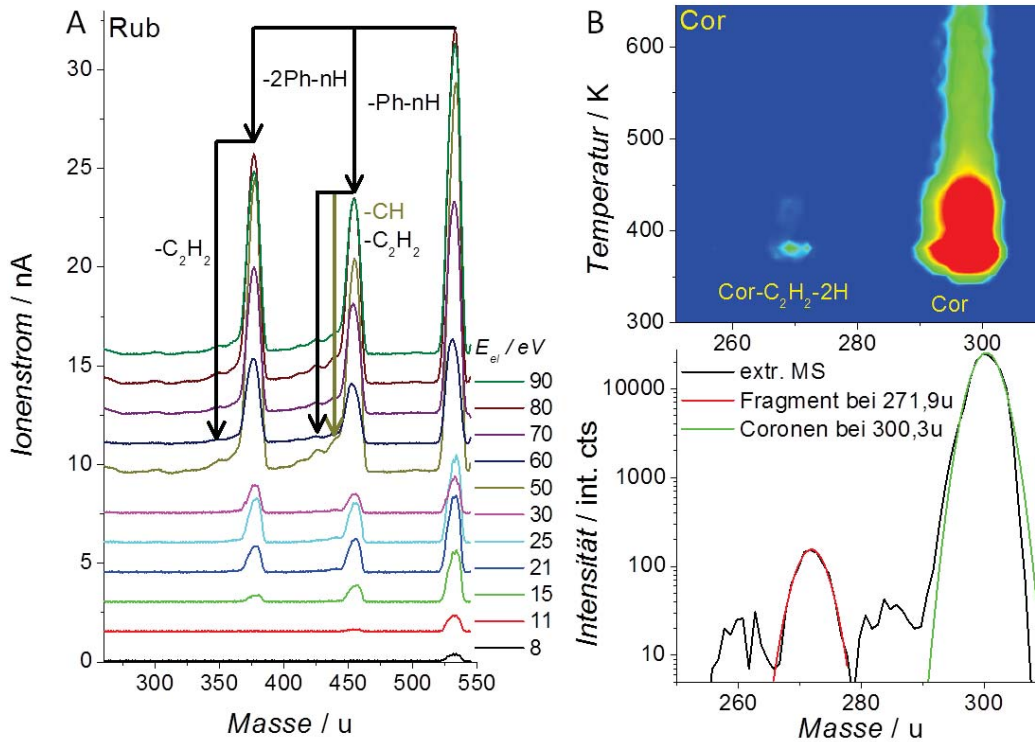 A
Rub
Ionenstrom / nA
30
25
20
15
10
5
0
-2Ph-nH
-Ph-nH
-C₂H₂
-CH
-C₂H₂
E_el / eV
90
80
70
60
50
30
25
21
15
11
8
250 300 350 400 450 500 550
Masse / u
B
Cor
Temperatur / K
600
500
400
300
Cor-C₂H₂-2H
Cor
260 280 300
Intensität / int. cts
10000
1000
100
10
extr. MS
Fragment bei 271,9u
Coronen bei 300,3u
260 280 300
Masse / u